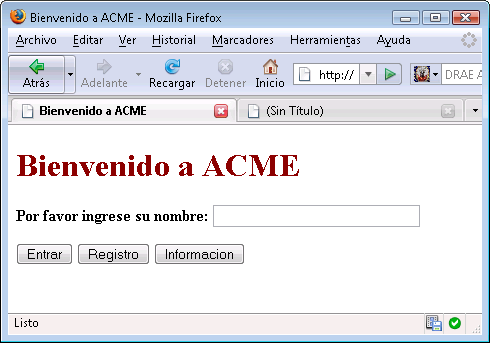 Bienvenido a ACME - Mozilla Firefox
Archivo Editar Ver Historial Marcadores Herramientas Ayuda
Atrás Adelante Recargar Detener Inicio http:// DRAE A
Bienvenido a ACME (Sin Título)
Bienvenido a ACME
Por favor ingrese su nombre:
Entrar Registro Informacion
Listo